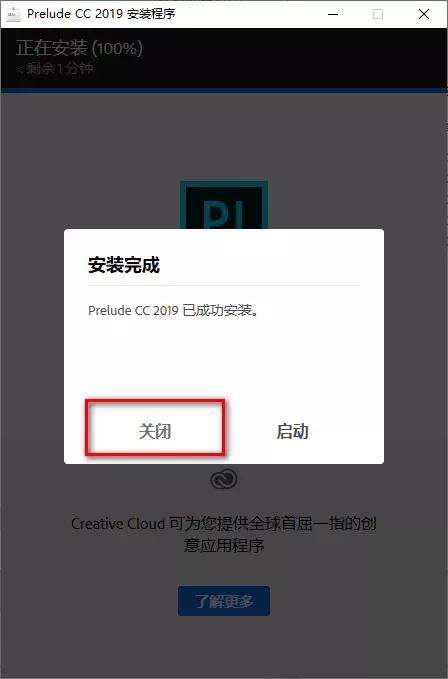 Prelude CC 2019 安装程序
正在安装 (100%)
< 剩余 1 分钟
Pl
安装完成
Prelude CC 2019 已成功安装。
关闭
启动
Creative Cloud 可为您提供全球首屈一指的创
意应用程序
了解更多